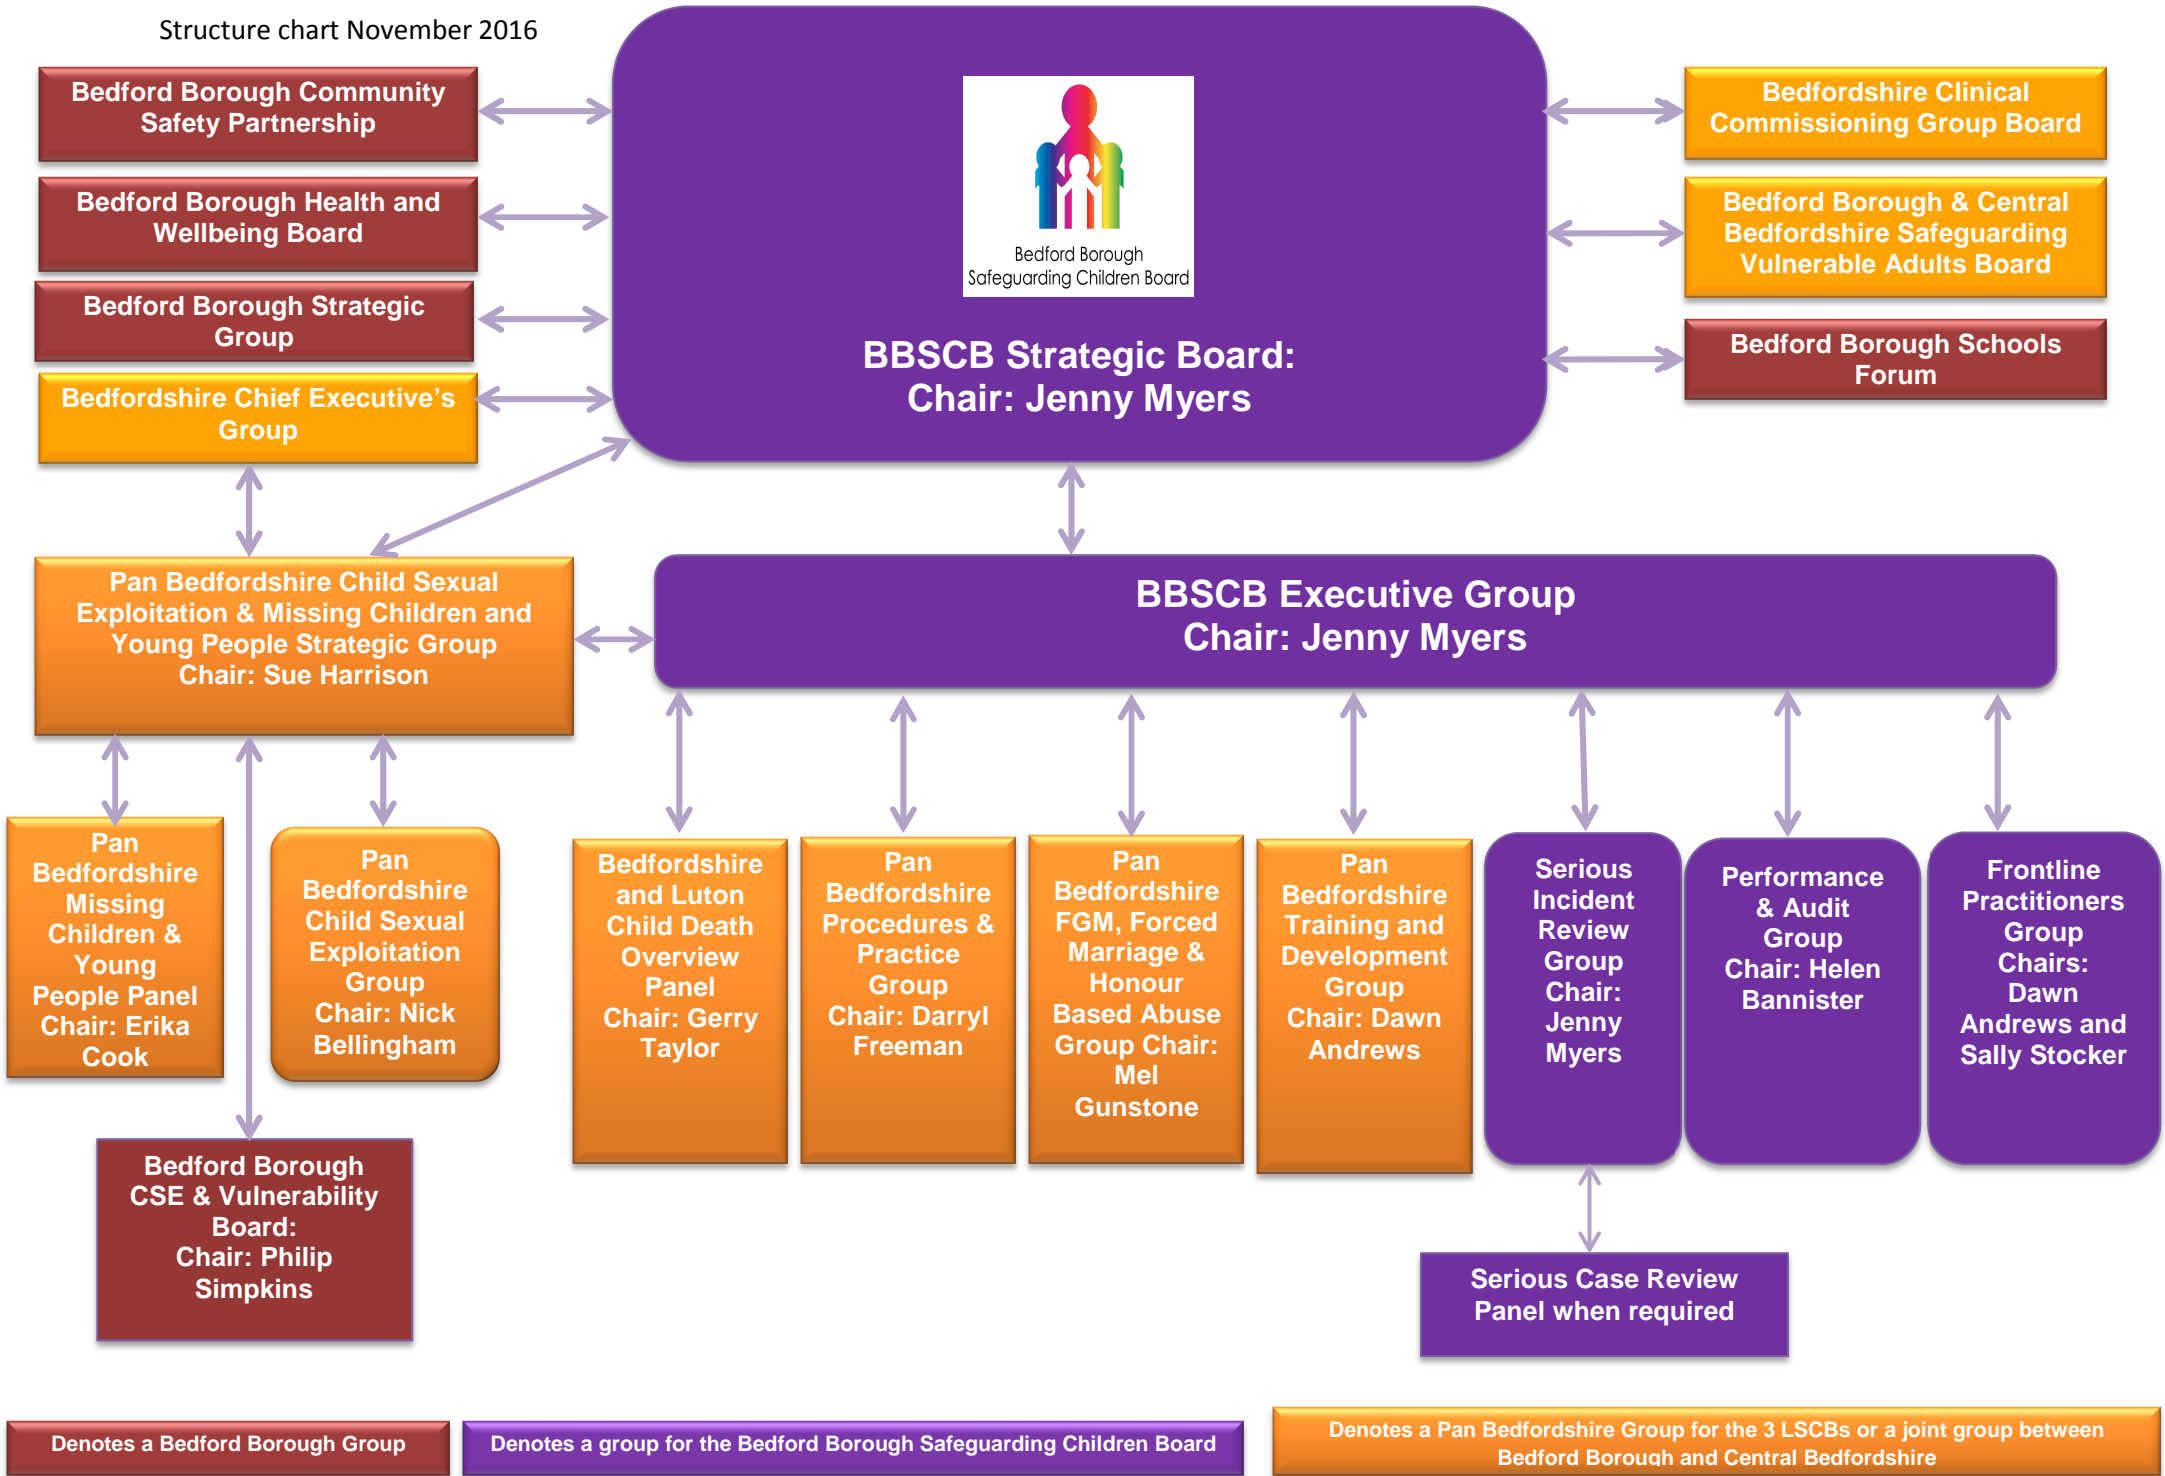 Structure chart November 2016
Bedford Borough Community
Safety Partnership
Bedford Borough Health and
Wellbeing Board
Bedford Borough Strategic
Group
Bedfordshire Chief Executive’s
Group
Bedford Borough
Safeguarding Children Board
BBSCB Strategic Board:
Chair: Jenny Myers
Bedfordshire Clinical
Commissioning Group Board
Bedford Borough & Central
Bedfordshire Safeguarding
Vulnerable Adults Board
Bedford Borough Schools
Forum
Pan Bedfordshire Child Sexual
Exploitation & Missing Children and
Young People Strategic Group
Chair: Sue Harrison
BBSCB Executive Group
Chair: Jenny Myers
Pan
Bedfordshire
Missing
Children &
Young
People Panel
Chair: Erika
Cook
Pan
Bedfordshire
Child Sexual
Exploitation
Group
Chair: Nick
Bellingham
Bedfordshire
and Luton
Child Death
Overview
Panel
Chair: Gerry
Taylor
Pan
Bedfordshire
Procedures &
Practice
Group
Chair: Darryl
Freeman
Pan
Bedfordshire
FGM, Forced
Marriage &
Honour
Based Abuse
Group Chair:
Mel
Gunstone
Pan
Bedfordshire
Training and
Development
Group
Chair: Dawn
Andrews
Serious
Incident
Review
Group
Chair:
Jenny
Myers
Performance
& Audit
Group
Chair: Helen
Bannister
Frontline
Practitioners
Group
Chairs:
Dawn
Andrews and
Sally Stocker
Bedford Borough
CSE & Vulnerability
Board:
Chair: Philip
Simpkins
Serious Case Review
Panel when required
Denotes a Bedford Borough Group
Denotes a group for the Bedford Borough Safeguarding Children Board
Denotes a Pan Bedfordshire Group for the 3 LSCBs or a joint group between
Bedford Borough and Central Bedfordshire